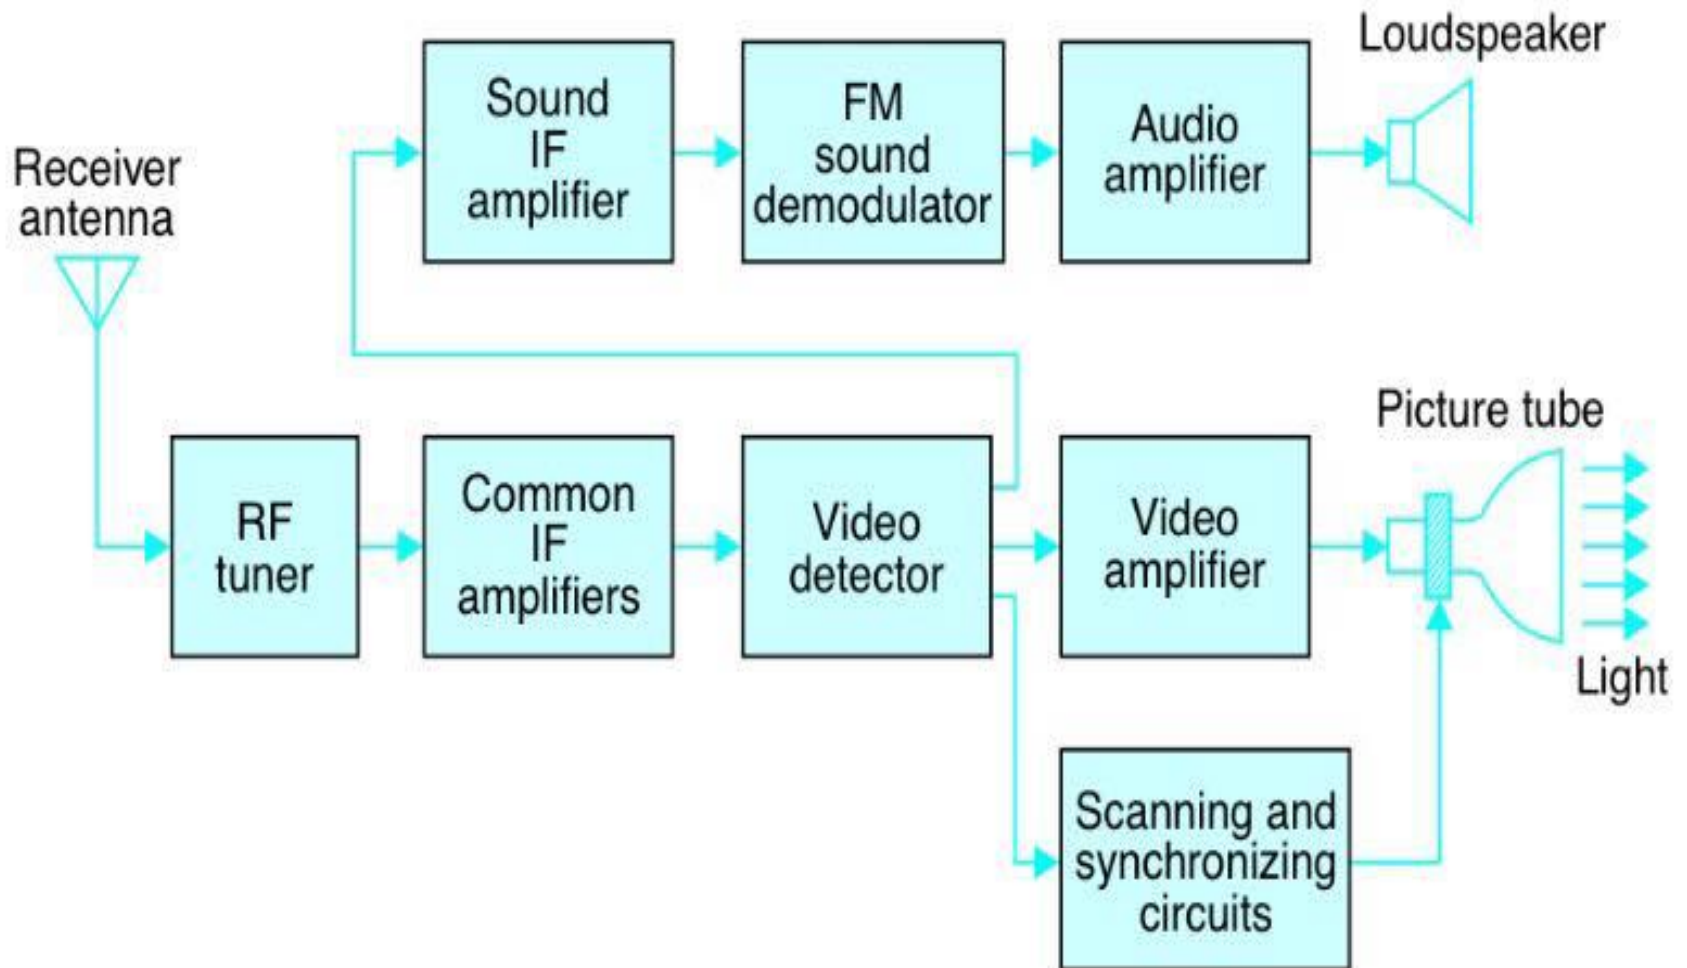 Loudspeaker
Sound
IF
amplifier
FM
sound
demodulator
Audio
amplifier
Receiver
antenna
Picture tube
RF
tuner
Common
IF
amplifiers
Video
detector
Video
amplifier
Light
Scanning and
synchronizing
circuits